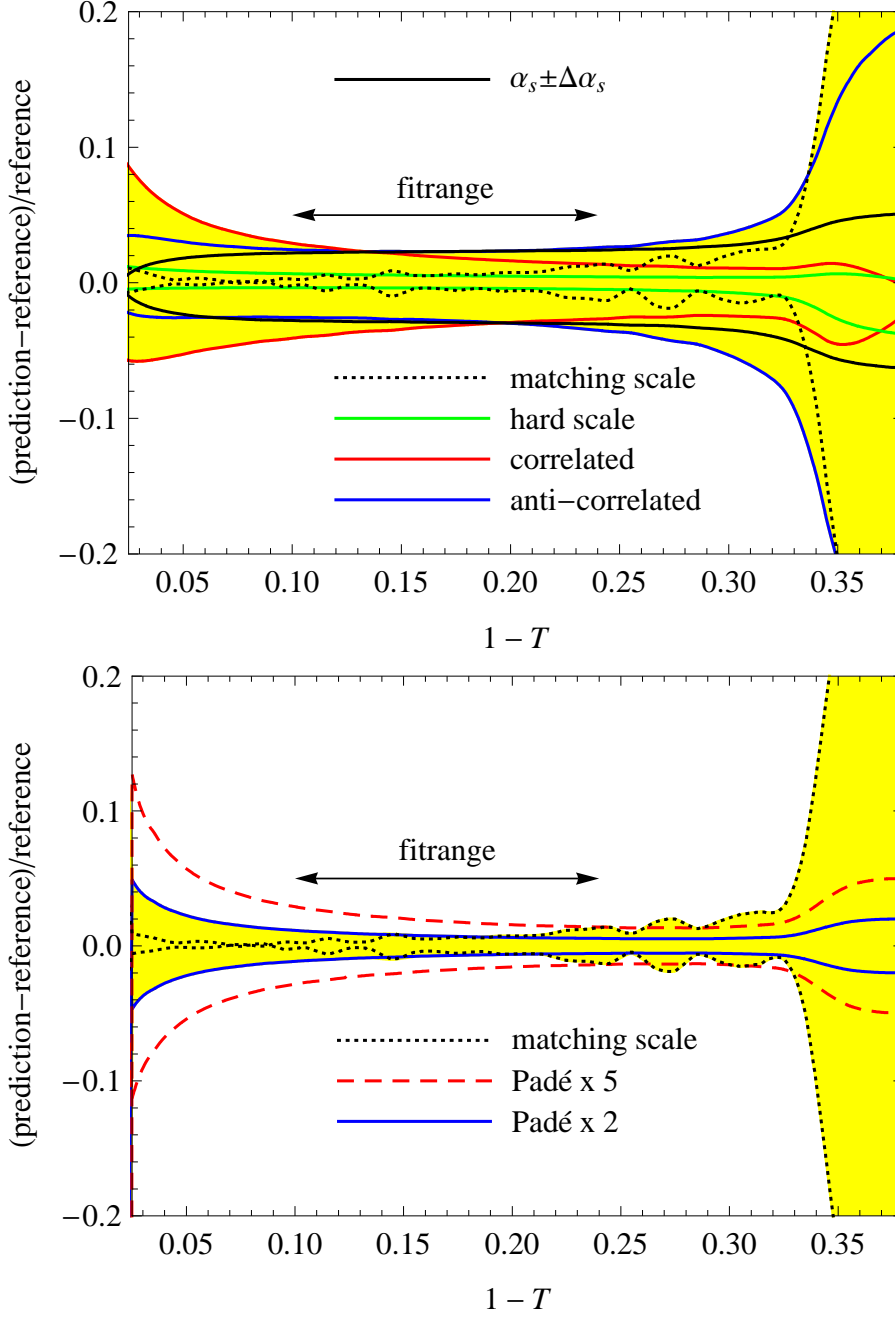 0.2
α_s±Δα_s
0.1
fitrange
0.0
(prediction−reference)/reference
matching scale
hard scale
−0.1
correlated
anti−correlated
−0.2
0.05 0.10 0.15 0.20 0.25 0.30 0.35
1 − T
0.2
0.1
fitrange
0.0
(prediction−reference)/reference
matching scale
−0.1
Padé x 5
Padé x 2
−0.2
0.05 0.10 0.15 0.20 0.25 0.30 0.35
1 − T